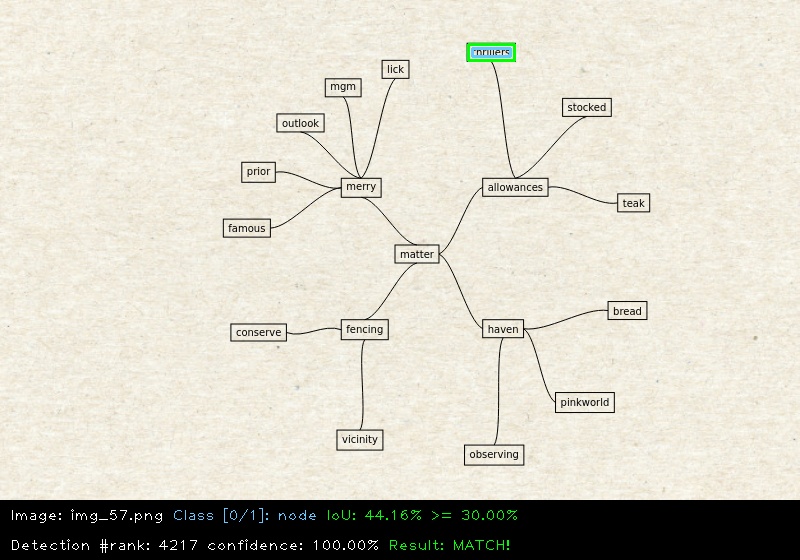 lick
mgm
stocked
outlook
prior
merry
allowances
teak
famous
matter
bread
fencing
haven
conserve
pinkworld
vicinity
observing
Image: img_57.png Class [0/1]: node IoU: 44.16% >= 30.00%
Detection #rank: 4217 confidence: 100.00% Result: MATCH!